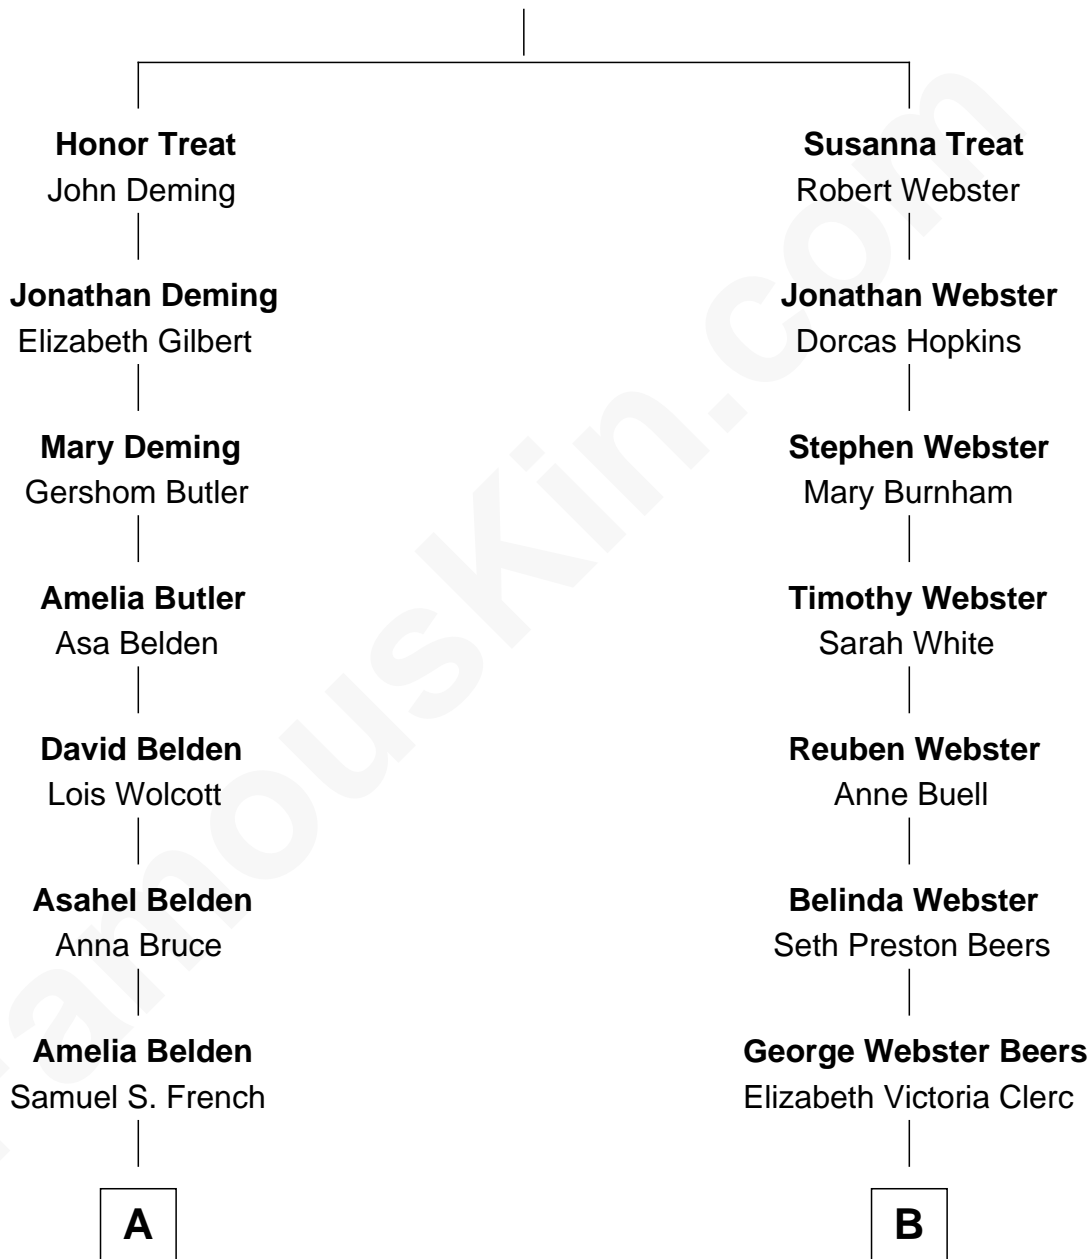 Honor Treat
John Deming
Susanna Treat
Robert Webster
Jonathan Deming
Elizabeth Gilbert
Jonathan Webster
Dorcas Hopkins
Mary Deming
Gershom Butler
Stephen Webster
Mary Burnham
Amelia Butler
Asa Belden
Timothy Webster
Sarah White
David Belden
Lois Wolcott
Reuben Webster
Anne Buell
Asahel Belden
Anna Bruce
Belinda Webster
Seth Preston Beers
Amelia Belden
Samuel S. French
George Webster Beers
Elizabeth Victoria Clerc
A
B
FamousKin.com